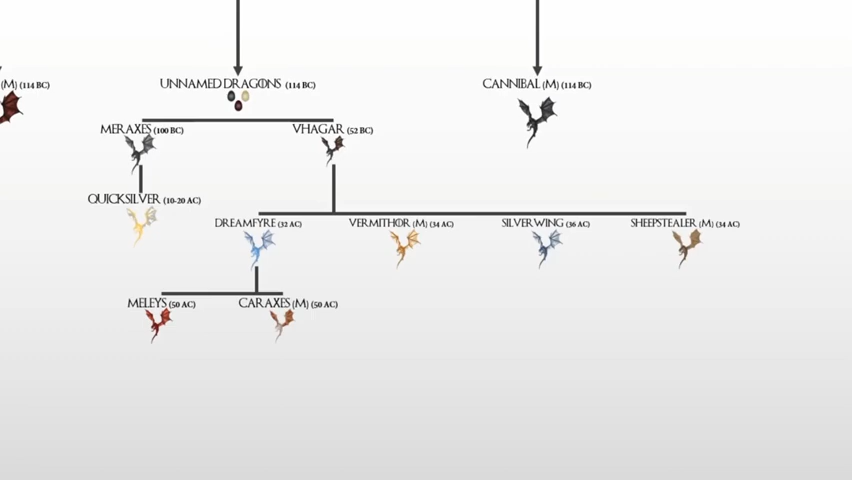 (M) (114 BC)
UNNAMED DRAGONS (114 BC)
CANNIBAL (M) (114 BC)
MERAXES (100 BC)
VHAGAR (52 BC)
QUICKSILVER (10-20 AC)
DREAMFYRE (32 AC)
VERMITHOR (M) (34 AC)
SILVERWING (36 AC)
SHEEPSTEALER (M) (34 AC)
MELEYS (50 AC)
CARAXES (M) (50 AC)